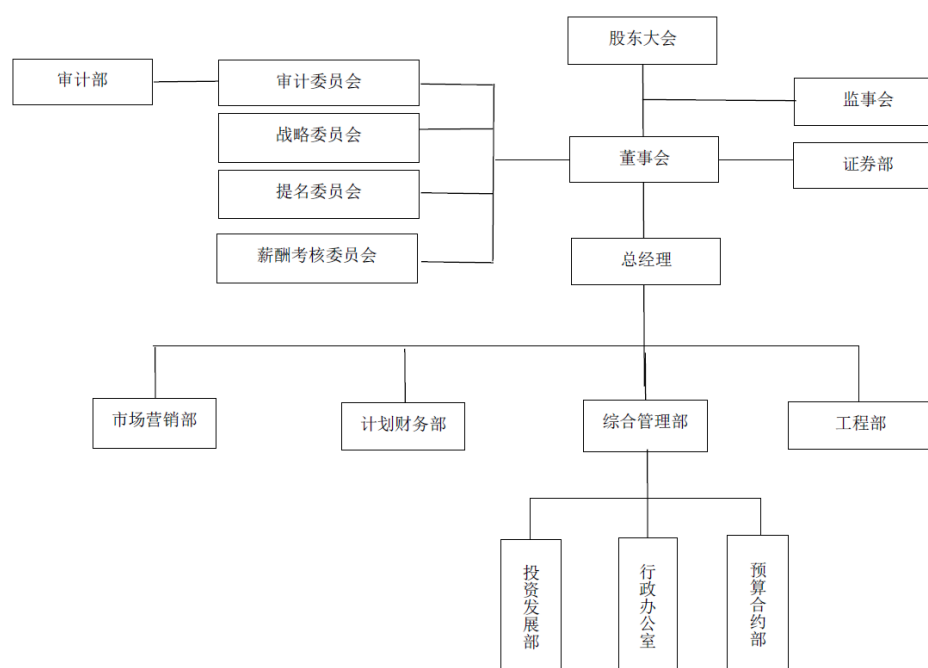 股东大会
审计部
审计委员会
监事会
战略委员会
董事会
证券部
提名委员会
薪酬考核委员会
总经理
市场营销部
计划财务部
综合管理部
工程部
投资发展部
行政办公室
预算合约部